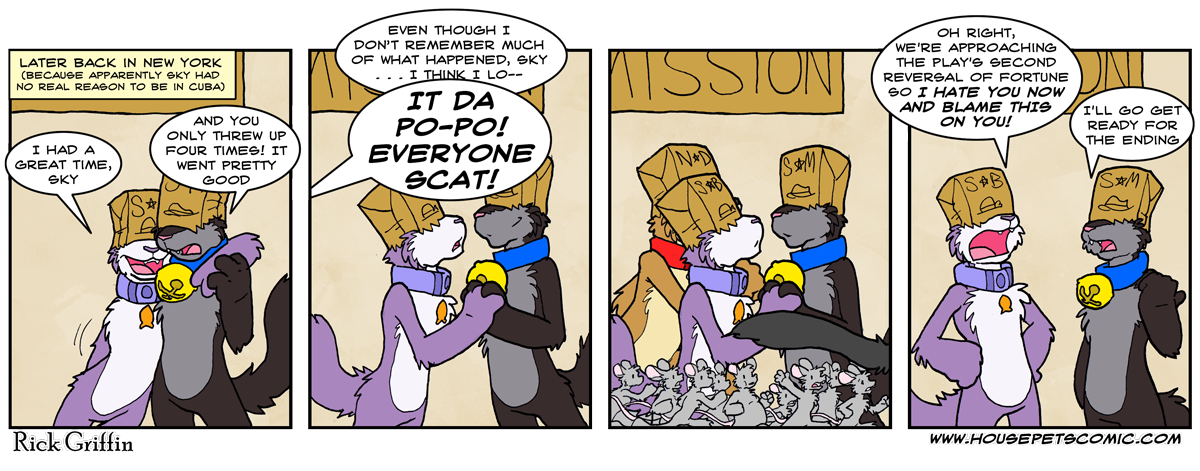 LATER BACK IN NEW YORK
(BECAUSE APPARENTLY SKY HAD
NO REAL REASON TO BE IN CUBA)
I HAD A
GREAT TIME,
SKY
AND YOU
ONLY THREW UP
FOUR TIMES! IT
WENT PRETTY
GOOD
S☆
EVEN THOUGH I
DON'T REMEMBER MUCH
OF WHAT HAPPENED, SKY
. . . I THINK I LO--
IT DA
PO-PO!
EVERYONE
SCAT!
MISSION
N☆D
S☆B
S☆M
OH RIGHT,
WE'RE APPROACHING
THE PLAY'S SECOND
REVERSAL OF FORTUNE
SO I HATE YOU NOW
AND BLAME THIS
ON YOU!
I'LL GO GET
READY FOR
THE ENDING
ON
S☆B
S☆M
Rick Griffin
WWW.HOUSEPETSCOMIC.COM